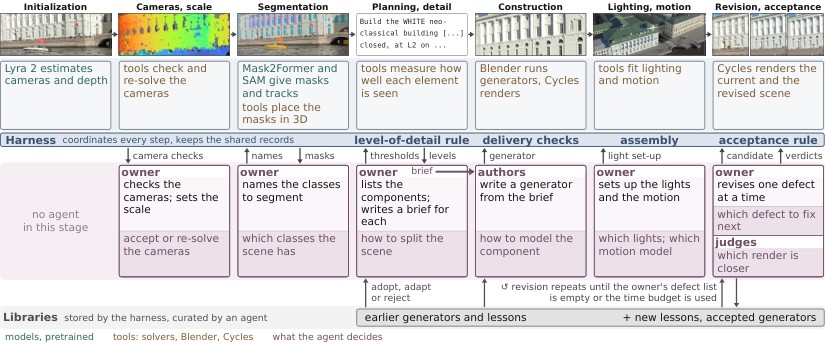 Initialization
Cameras, scale
Segmentation
Planning, detail
Construction
Lighting, motion
Revision, acceptance
Build the WHITE neo-
classical building [...]
closed, at L2 on ...
Lyra 2 estimates
cameras and depth
tools check and
re-solve the
cameras
Mask2Former and
SAM give masks
and tracks
tools place the
masks in 3D
tools measure how
well each element
is seen
Blender runs
generators, Cycles
renders
tools fit lighting
and motion
Cycles renders the
current and the
revised scene
Harness coordinates every step, keeps the shared records
level-of-detail rule
delivery checks
assembly
acceptance rule
camera checks
names
masks
thresholds
levels
generator
light set-up
candidate
verdicts
no agent
in this stage
owner
checks the
cameras; sets the
scale
accept or re-solve
the cameras
owner
names the classes
to segment
which classes the
scene has
owner
brief
lists the
components;
writes a brief for
each
how to split the
scene
authors
write a generator
from the brief
how to model the
component
owner
sets up the lights
and the motion
which lights; which
motion model
owner
revises one defect
at a time
which defect to fix
next
judges
which render is
closer
adopt, adapt
or reject
↺ revision repeats until the owner's defect list
is empty or the time budget is used
Libraries stored by the harness, curated by an agent
earlier generators and lessons
+ new lessons, accepted generators
models, pretrained
tools: solvers, Blender, Cycles
what the agent decides